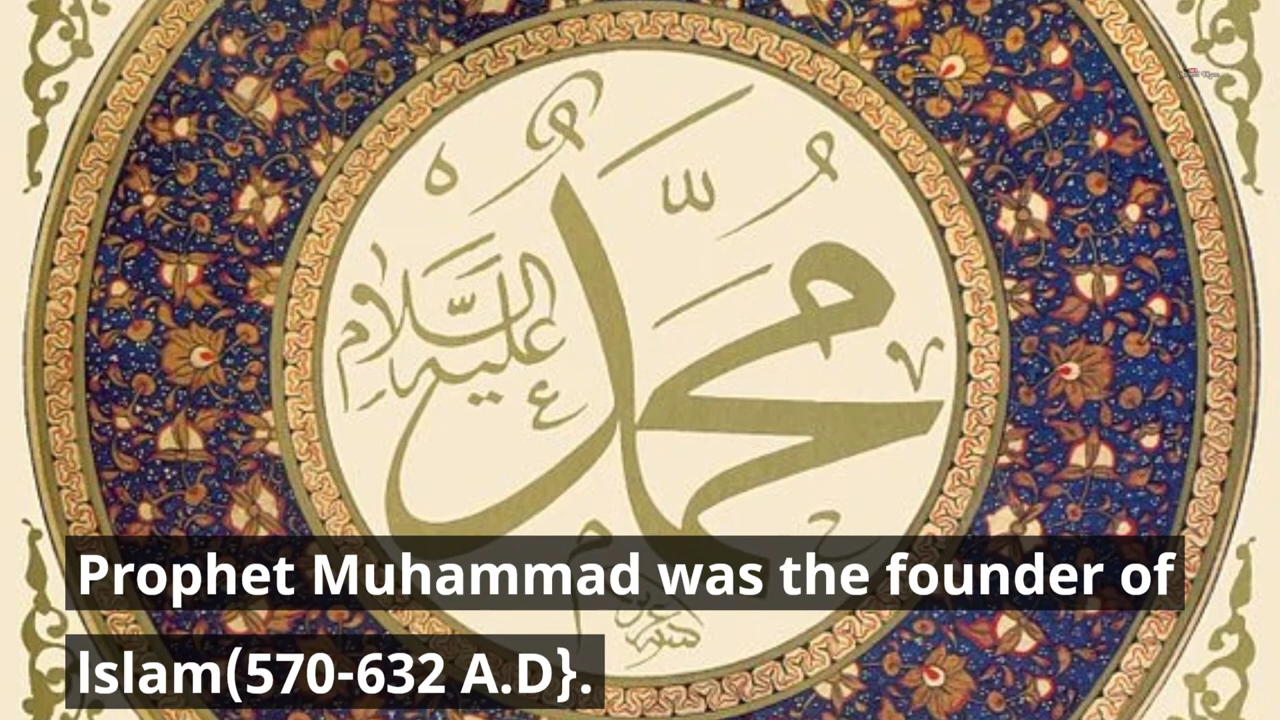 محمد
عليه السلام
Prophet Muhammad was the founder of
Islam(570-632 A.D}.